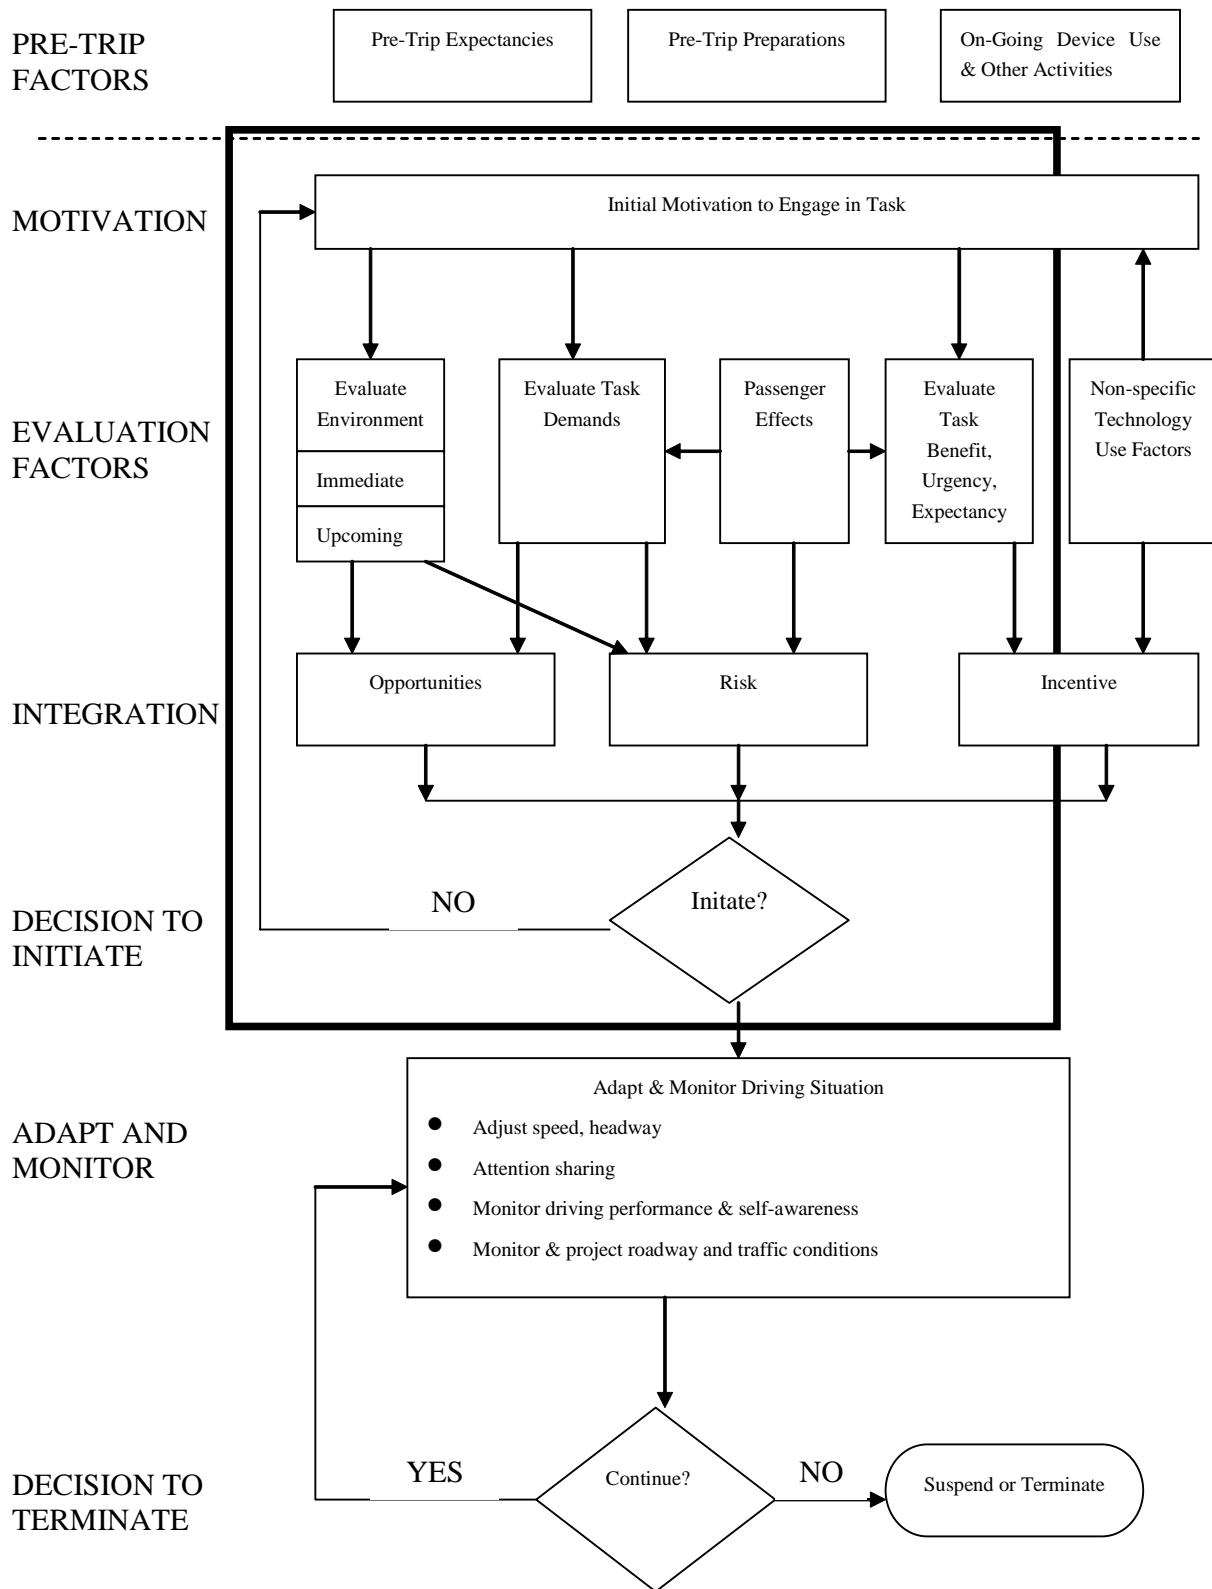 PRE-TRIP
FACTORS
Pre-Trip Expectancies
Pre-Trip Preparations
On-Going Device Use
& Other Activities
MOTIVATION
Initial Motivation to Engage in Task
EVALUATION
FACTORS
Evaluate
Environment
Immediate
Upcoming
Evaluate Task
Demands
Passenger
Effects
Evaluate
Task
Benefit,
Urgency,
Expectancy
Non-specific
Technology
Use Factors
INTEGRATION
Opportunities
Risk
Incentive
DECISION TO
INITIATE
NO
Initate?
ADAPT AND
MONITOR
Adapt & Monitor Driving Situation
● Adjust speed, headway
● Attention sharing
● Monitor driving performance & self-awareness
● Monitor & project roadway and traffic conditions
DECISION TO
TERMINATE
YES
Continue?
NO
Suspend or Terminate